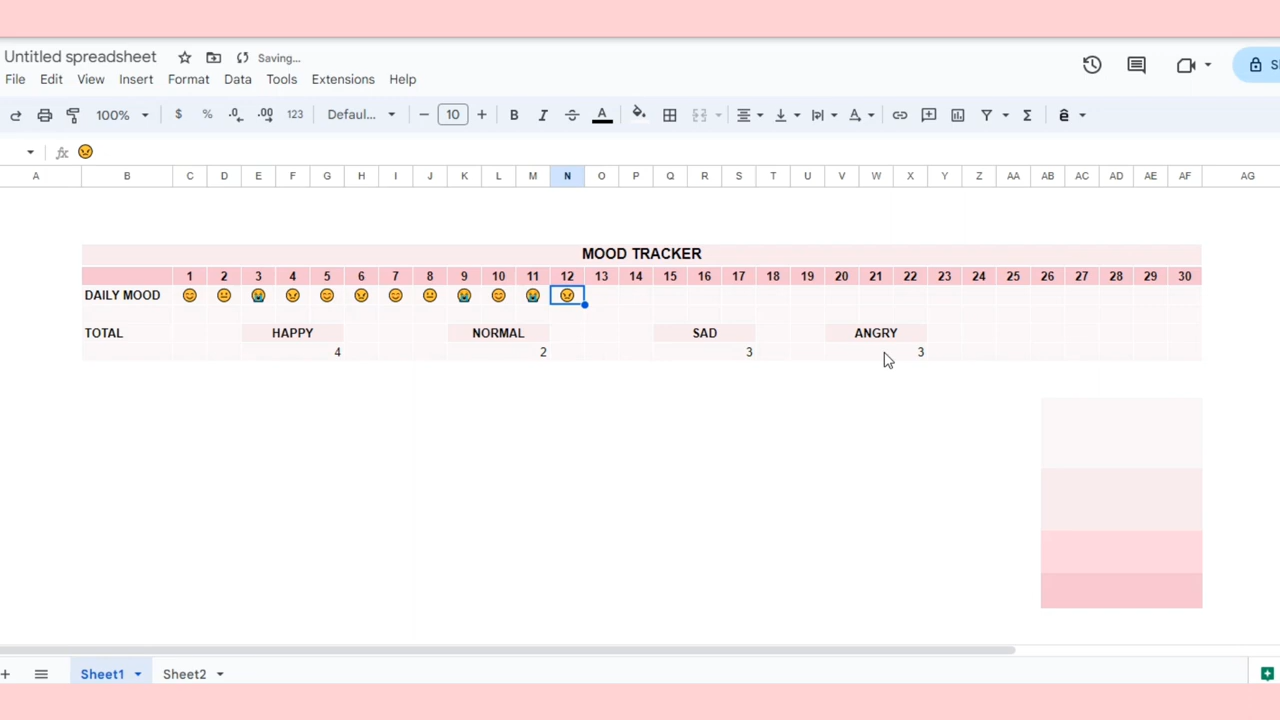 Untitled spreadsheet Saving...
File Edit View Insert Format Data Tools Extensions Help
100% $ % .0 .00 123 Defaul... − 10 + B I S A Σ
fx 😠
A B C D E F G H I J K L M N O P Q R S T U V W X Y Z AA AB AC AD AE AF AG
MOOD TRACKER
1 2 3 4 5 6 7 8 9 10 11 12 13 14 15 16 17 18 19 20 21 22 23 24 25 26 27 28 29 30
DAILY MOOD 😊 😐 😭 😠 😊 😠 😊 😐 😭 😊 😭 😠
TOTAL HAPPY NORMAL SAD ANGRY
4 2 3 3
+ Sheet1 Sheet2